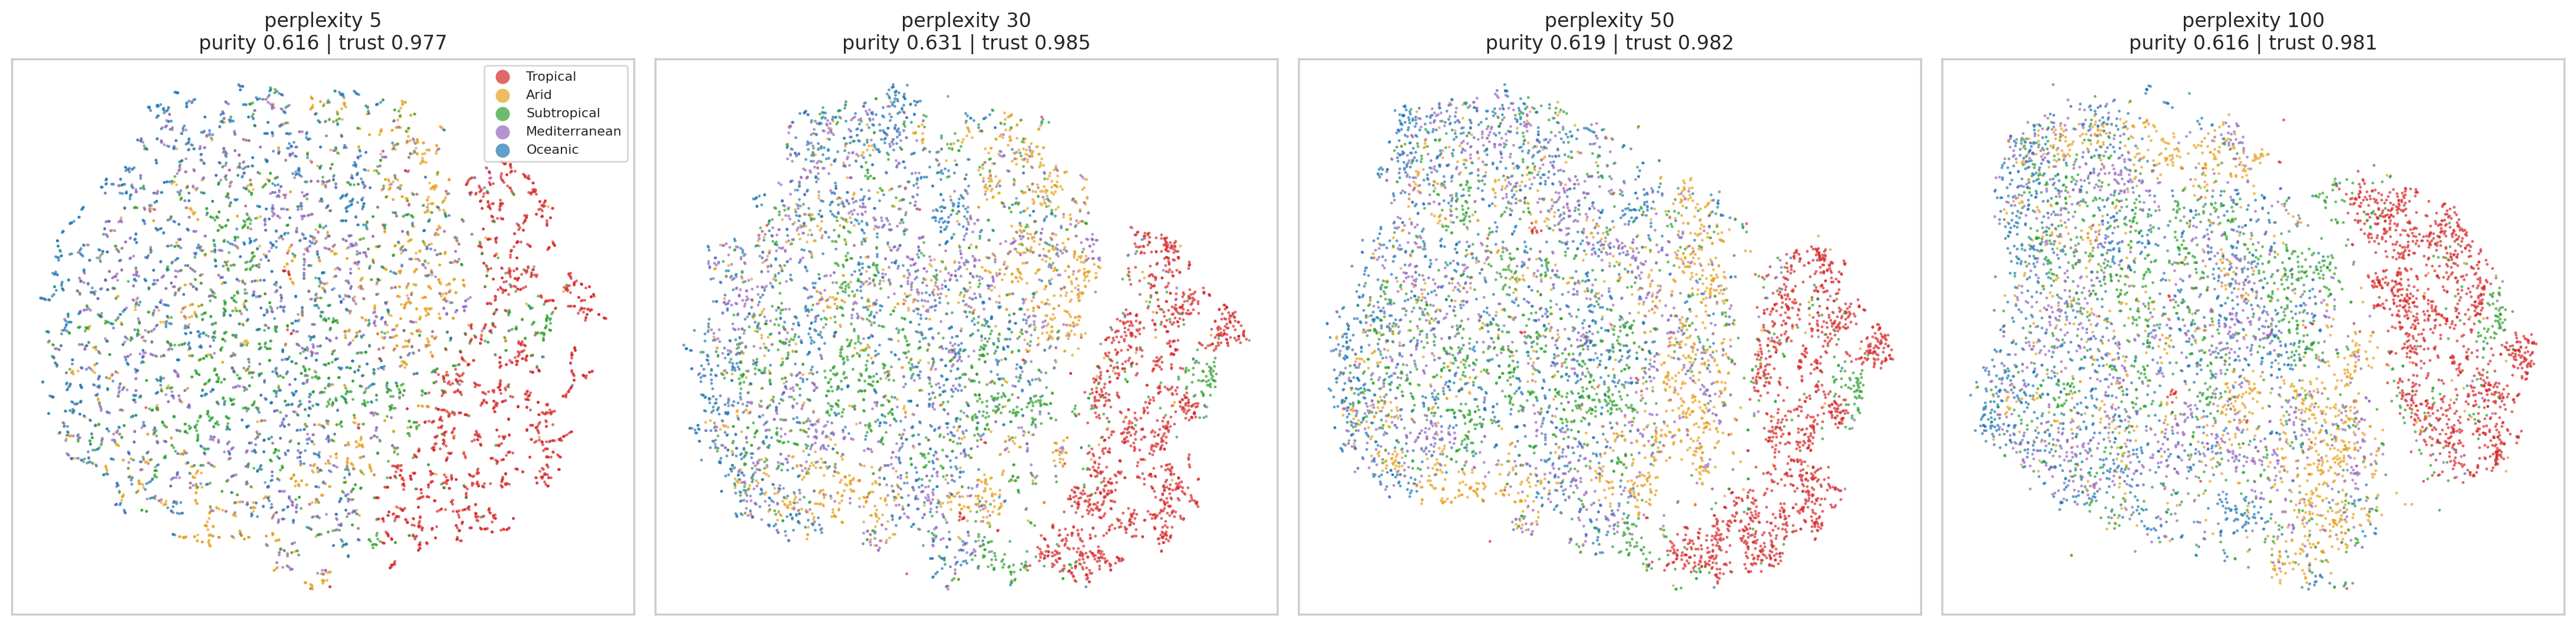 perplexity 5
purity 0.616 | trust 0.977
Tropical
Arid
Subtropical
Mediterranean
Oceanic
perplexity 30
purity 0.631 | trust 0.985
perplexity 50
purity 0.619 | trust 0.982
perplexity 100
purity 0.616 | trust 0.981